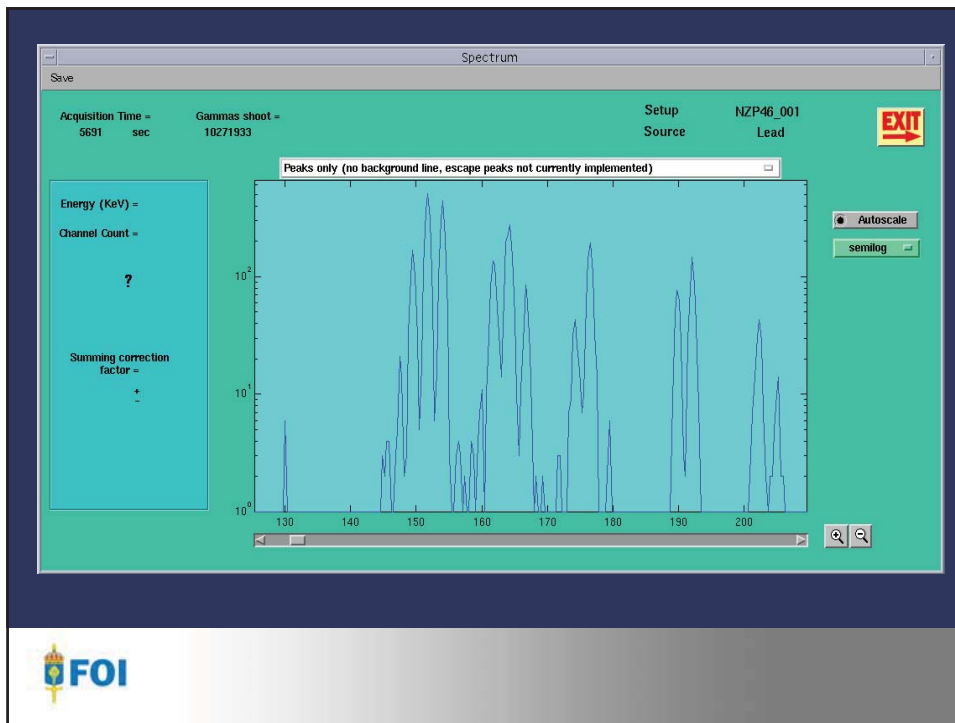 Spectrum
Save
Acquisition Time =
5691 sec
Gammas shoot =
10271933
Setup NZP46_001
Source Lead
EXIT
Peaks only (no background line, escape peaks not currently implemented)
Energy (KeV) =
Channel Count =
?
Summing correction
factor =
+
-
Autoscale
semilog
10²
10¹
10⁰
130 140 150 160 170 180 190 200
FOI